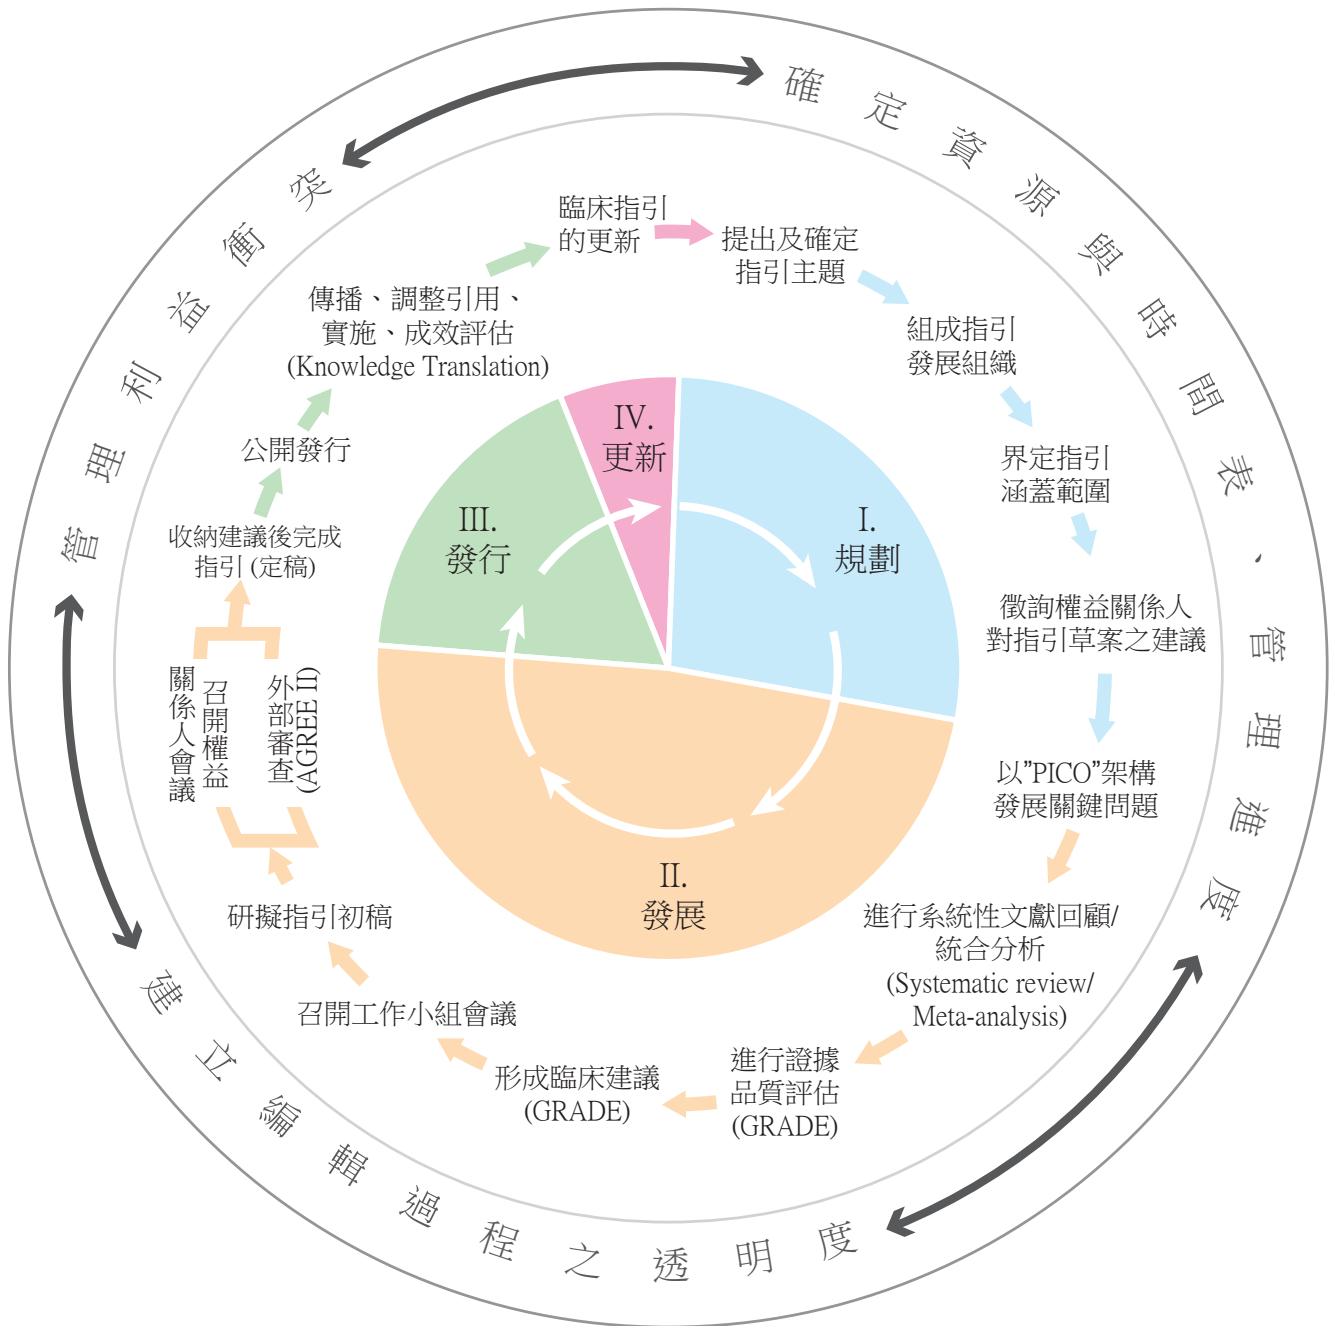 確定資源與時間表、管理進度
建立編輯過程之透明度
管理利益衝突
提出及確定
指引主題
組成指引
發展組織
界定指引
涵蓋範圍
徵詢權益關係人
對指引草案之建議
以”PICO”架構
發展關鍵問題
進行系統性文獻回顧/
統合分析
(Systematic review/
Meta-analysis)
進行證據
品質評估
(GRADE)
形成臨床建議
(GRADE)
召開工作小組會議
研擬指引初稿
召開權益
關係人會議
外部審查
(AGREE II)
收納建議後完成
指引 (定稿)
公開發行
傳播、調整引用、
實施、成效評估
(Knowledge Translation)
臨床指引
的更新
I.
規劃
II.
發展
III.
發行
IV.
更新